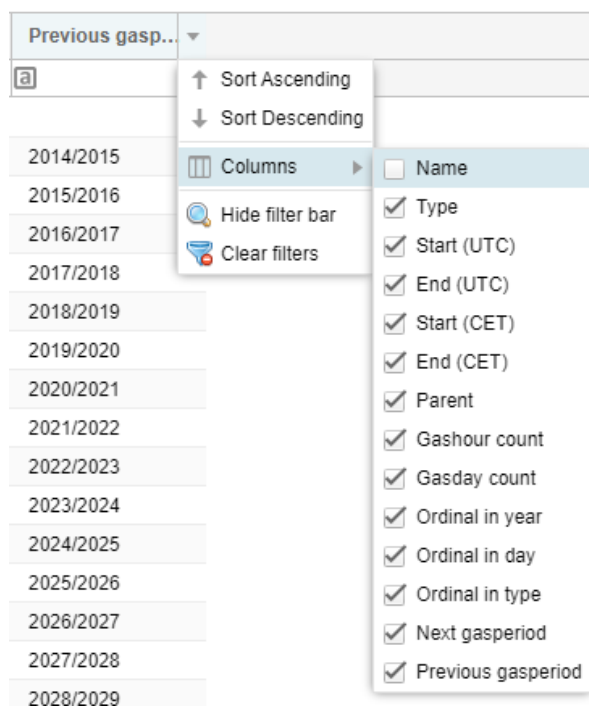 Previous gasp...
a
Sort Ascending
Sort Descending
Columns
Hide filter bar
Clear filters
Name
Type
Start (UTC)
End (UTC)
Start (CET)
End (CET)
Parent
Gashour count
Gasday count
Ordinal in year
Ordinal in day
Ordinal in type
Next gasperiod
Previous gasperiod
2014/2015
2015/2016
2016/2017
2017/2018
2018/2019
2019/2020
2020/2021
2021/2022
2022/2023
2023/2024
2024/2025
2025/2026
2026/2027
2027/2028
2028/2029